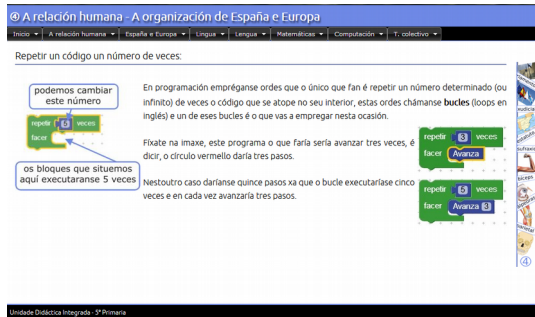 ④ A relación humana - A organización de España e Europa
Inicio A relación humana España e Europa Lingua Lengua Matemáticas Computación T. colectivo
Repetir un código un número de veces:
podemos cambiar
este número
repetir 5 veces
facer
os bloques que situemos
aquí executaranse 5 veces
En programación empréganse ordes que o único que fan é repetir un número determinado (ou
infinito) de veces o código que se atope no seu interior, estas ordes chámanse bucles (loops en
inglés) e un de eses bucles é o que vas a empregar nesta ocasión.
Fíxate na imaxe, este programa o que faría sería avanzar tres veces, é
dicir, o círculo vermello daría tres pasos.
repetir 3 veces
facer Avanza
Nestoutro caso daríanse quince pasos xa que o bucle executaríase cinco
veces e en cada vez avanzaría tres pasos.
repetir 5 veces
facer Avanza 3
④
Unidade Didáctica Integrada - 5º Primaria